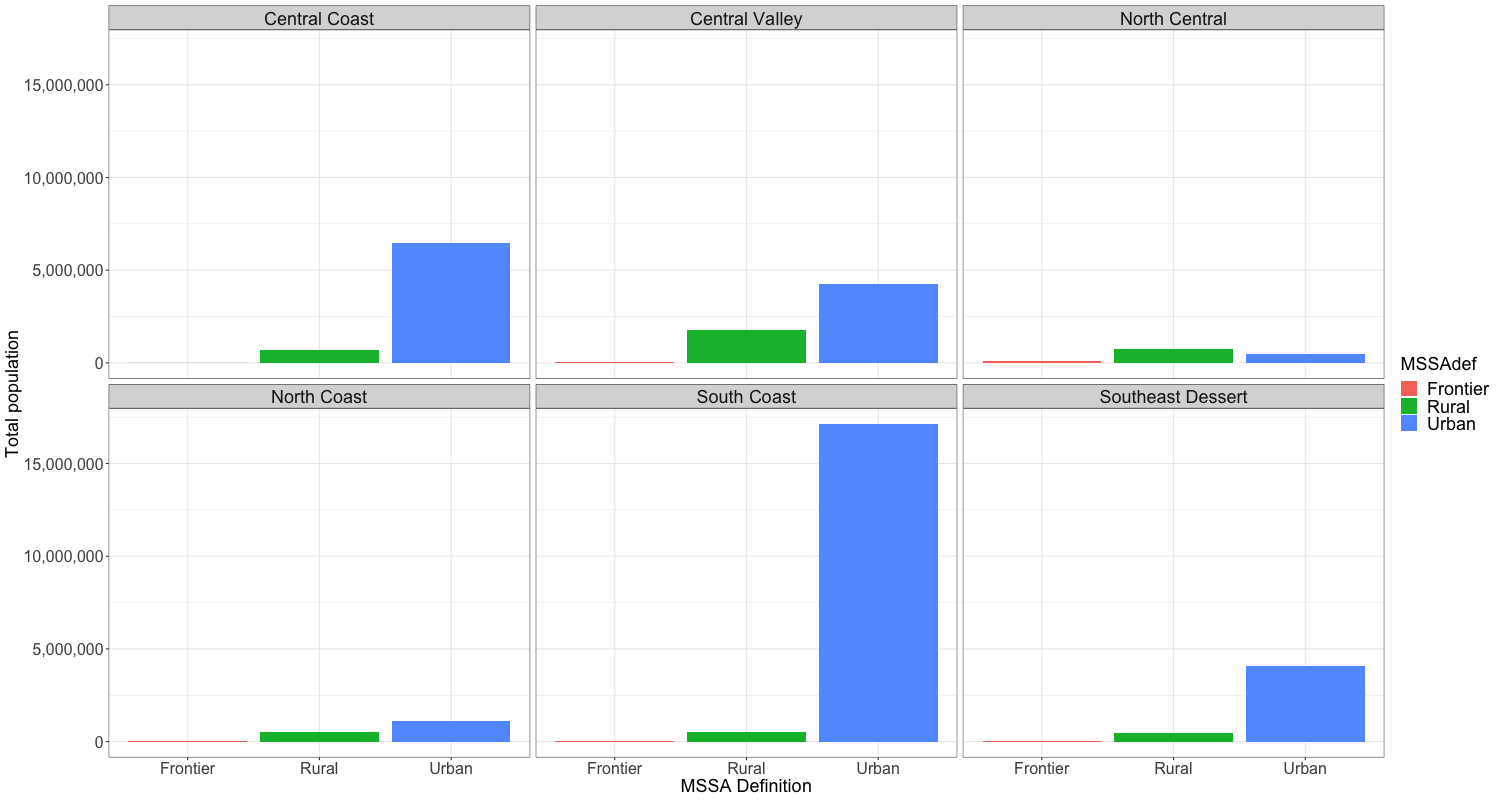 Central Coast
Central Valley
North Central
15,000,000
10,000,000
5,000,000
0
North Coast
South Coast
Southeast Dessert
15,000,000
10,000,000
5,000,000
0
Frontier Rural Urban
Frontier Rural Urban
Frontier Rural Urban
MSSA Definition
Total population
MSSAdef
Frontier
Rural
Urban